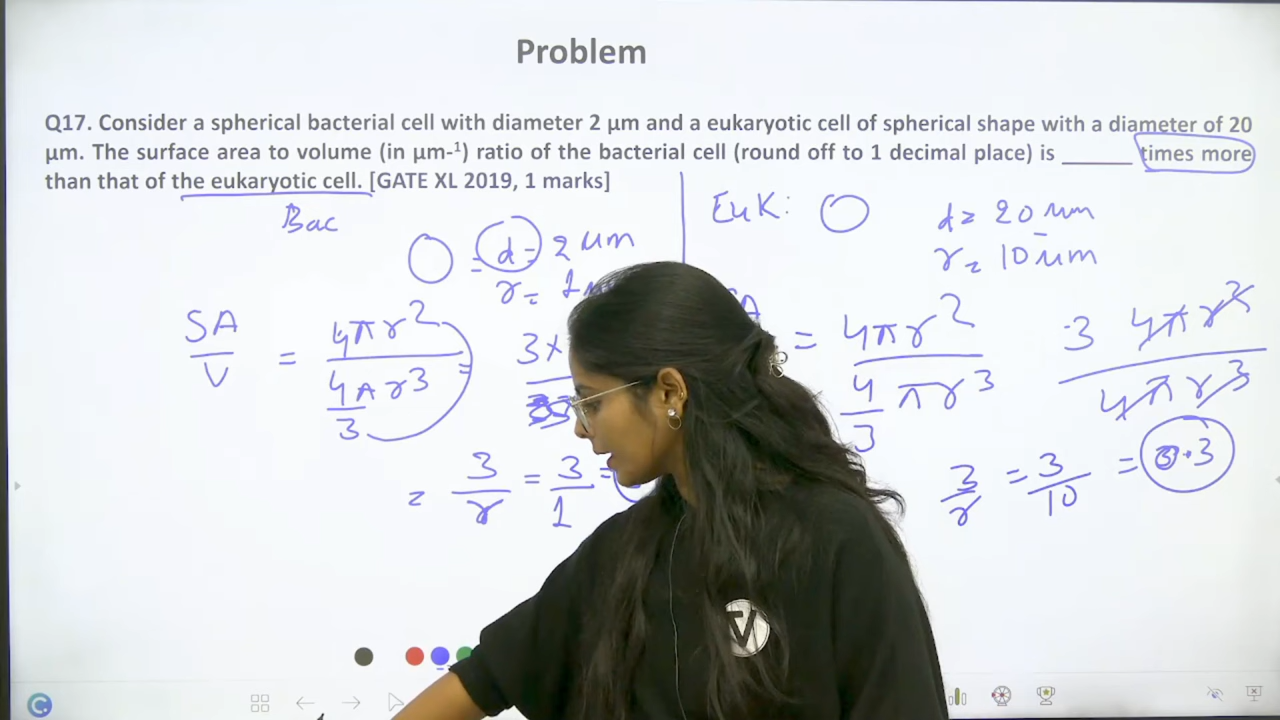 Problem
Q17. Consider a spherical bacterial cell with diameter 2 μm and a eukaryotic cell of spherical shape with a diameter of 20
μm. The surface area to volume (in μm-¹) ratio of the bacterial cell (round off to 1 decimal place) is ______ times more
than that of the eukaryotic cell. [GATE XL 2019, 1 marks]
Bac
d = 2 μm
r = 1
SA/V = 4πr²/(4/3 πr³) = 3×
= 3/r = 3/1 =
Euk:
d = 20 μm
r = 10 μm
= 4πr²/(4/3 πr³)
3 4πr²/4πr³
3/r = 3/10 = 0.3